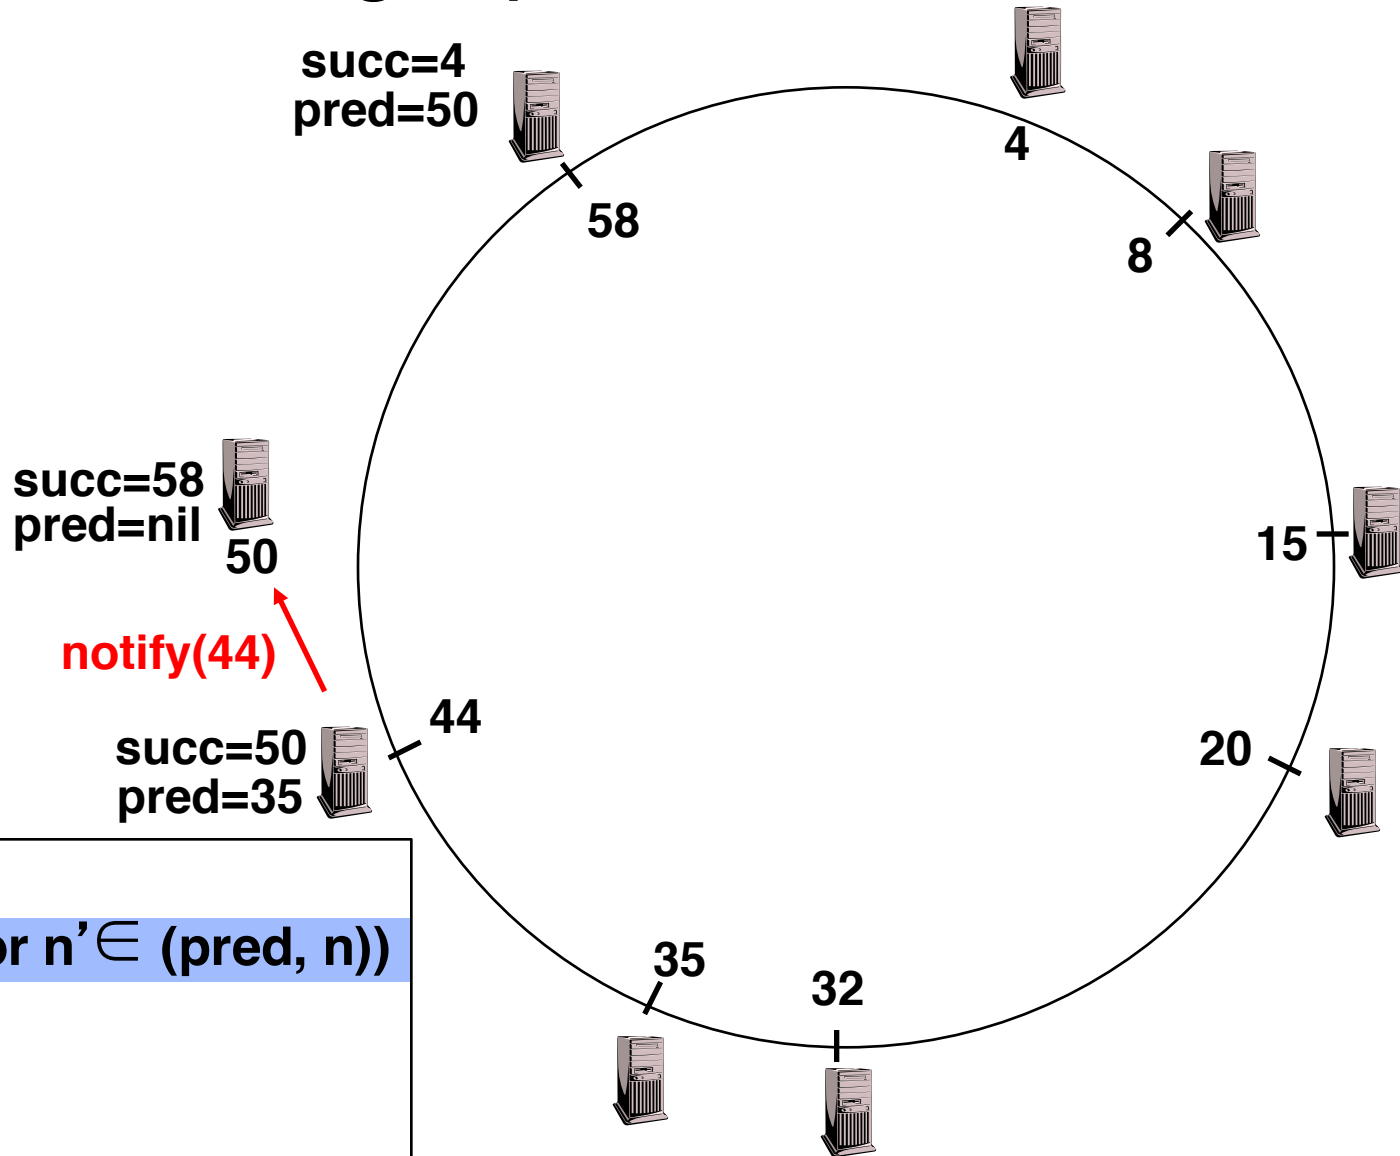 succ=4
pred=50
4
58
8
succ=58
pred=nil
50
15
notify(44)
44
succ=50
pred=35
20
n'∈ (pred, n))
35
32